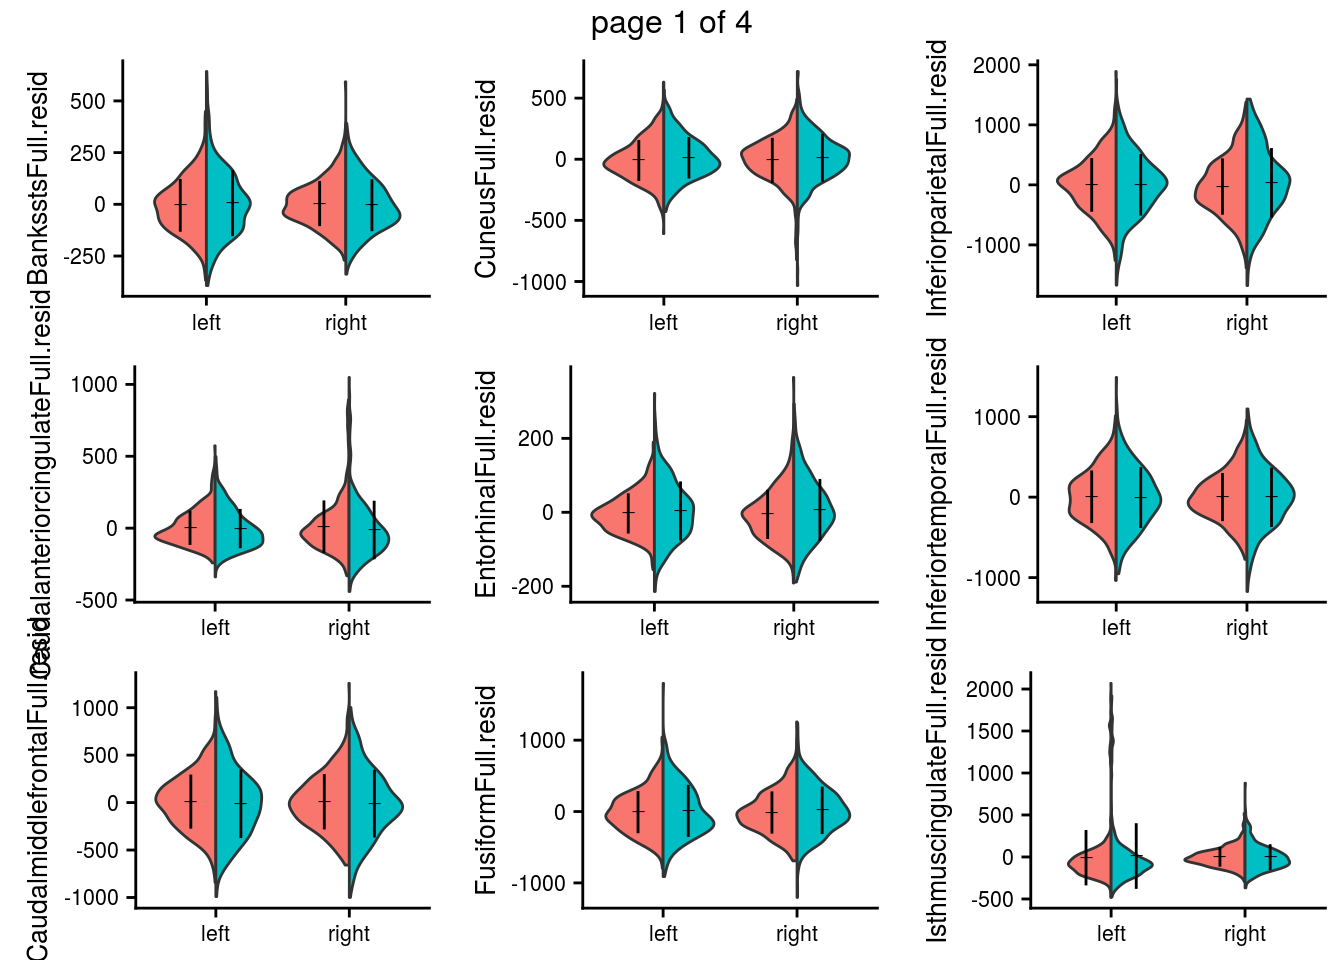 page 1 of 4
BanksstsFull.resid
500
250
0
-250
left
right
CuneusFull.resid
500
0
-500
-1000
left
right
InferiorparietalFull.resid
2000
1000
0
-1000
left
right
CaudalanteriorcingulateFull.resid
1000
500
0
-500
left
right
EntorhinalFull.resid
200
0
-200
left
right
InferiortemporalFull.resid
1000
0
-1000
left
right
CaudalmiddlefrontalFull.resid
1000
500
0
-500
-1000
left
right
FusiformFull.resid
1000
0
-1000
left
right
IsthmuscingulateFull.resid
2000
1500
1000
500
0
-500
left
right